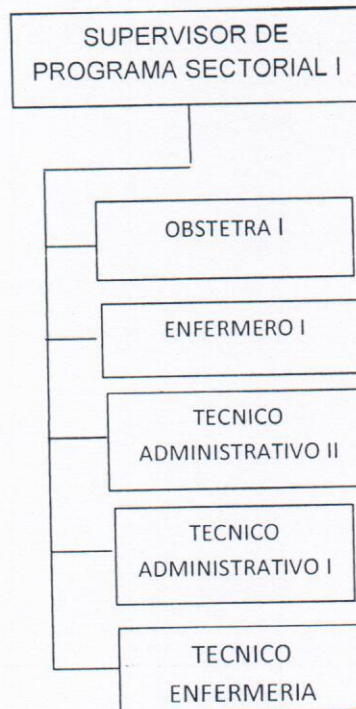 SUPERVISOR DE
PROGRAMA SECTORIAL I
OBSTETRA I
ENFERMERO I
TECNICO
ADMINISTRATIVO II
TECNICO
ADMINISTRATIVO I
TECNICO
ENFERMERIA